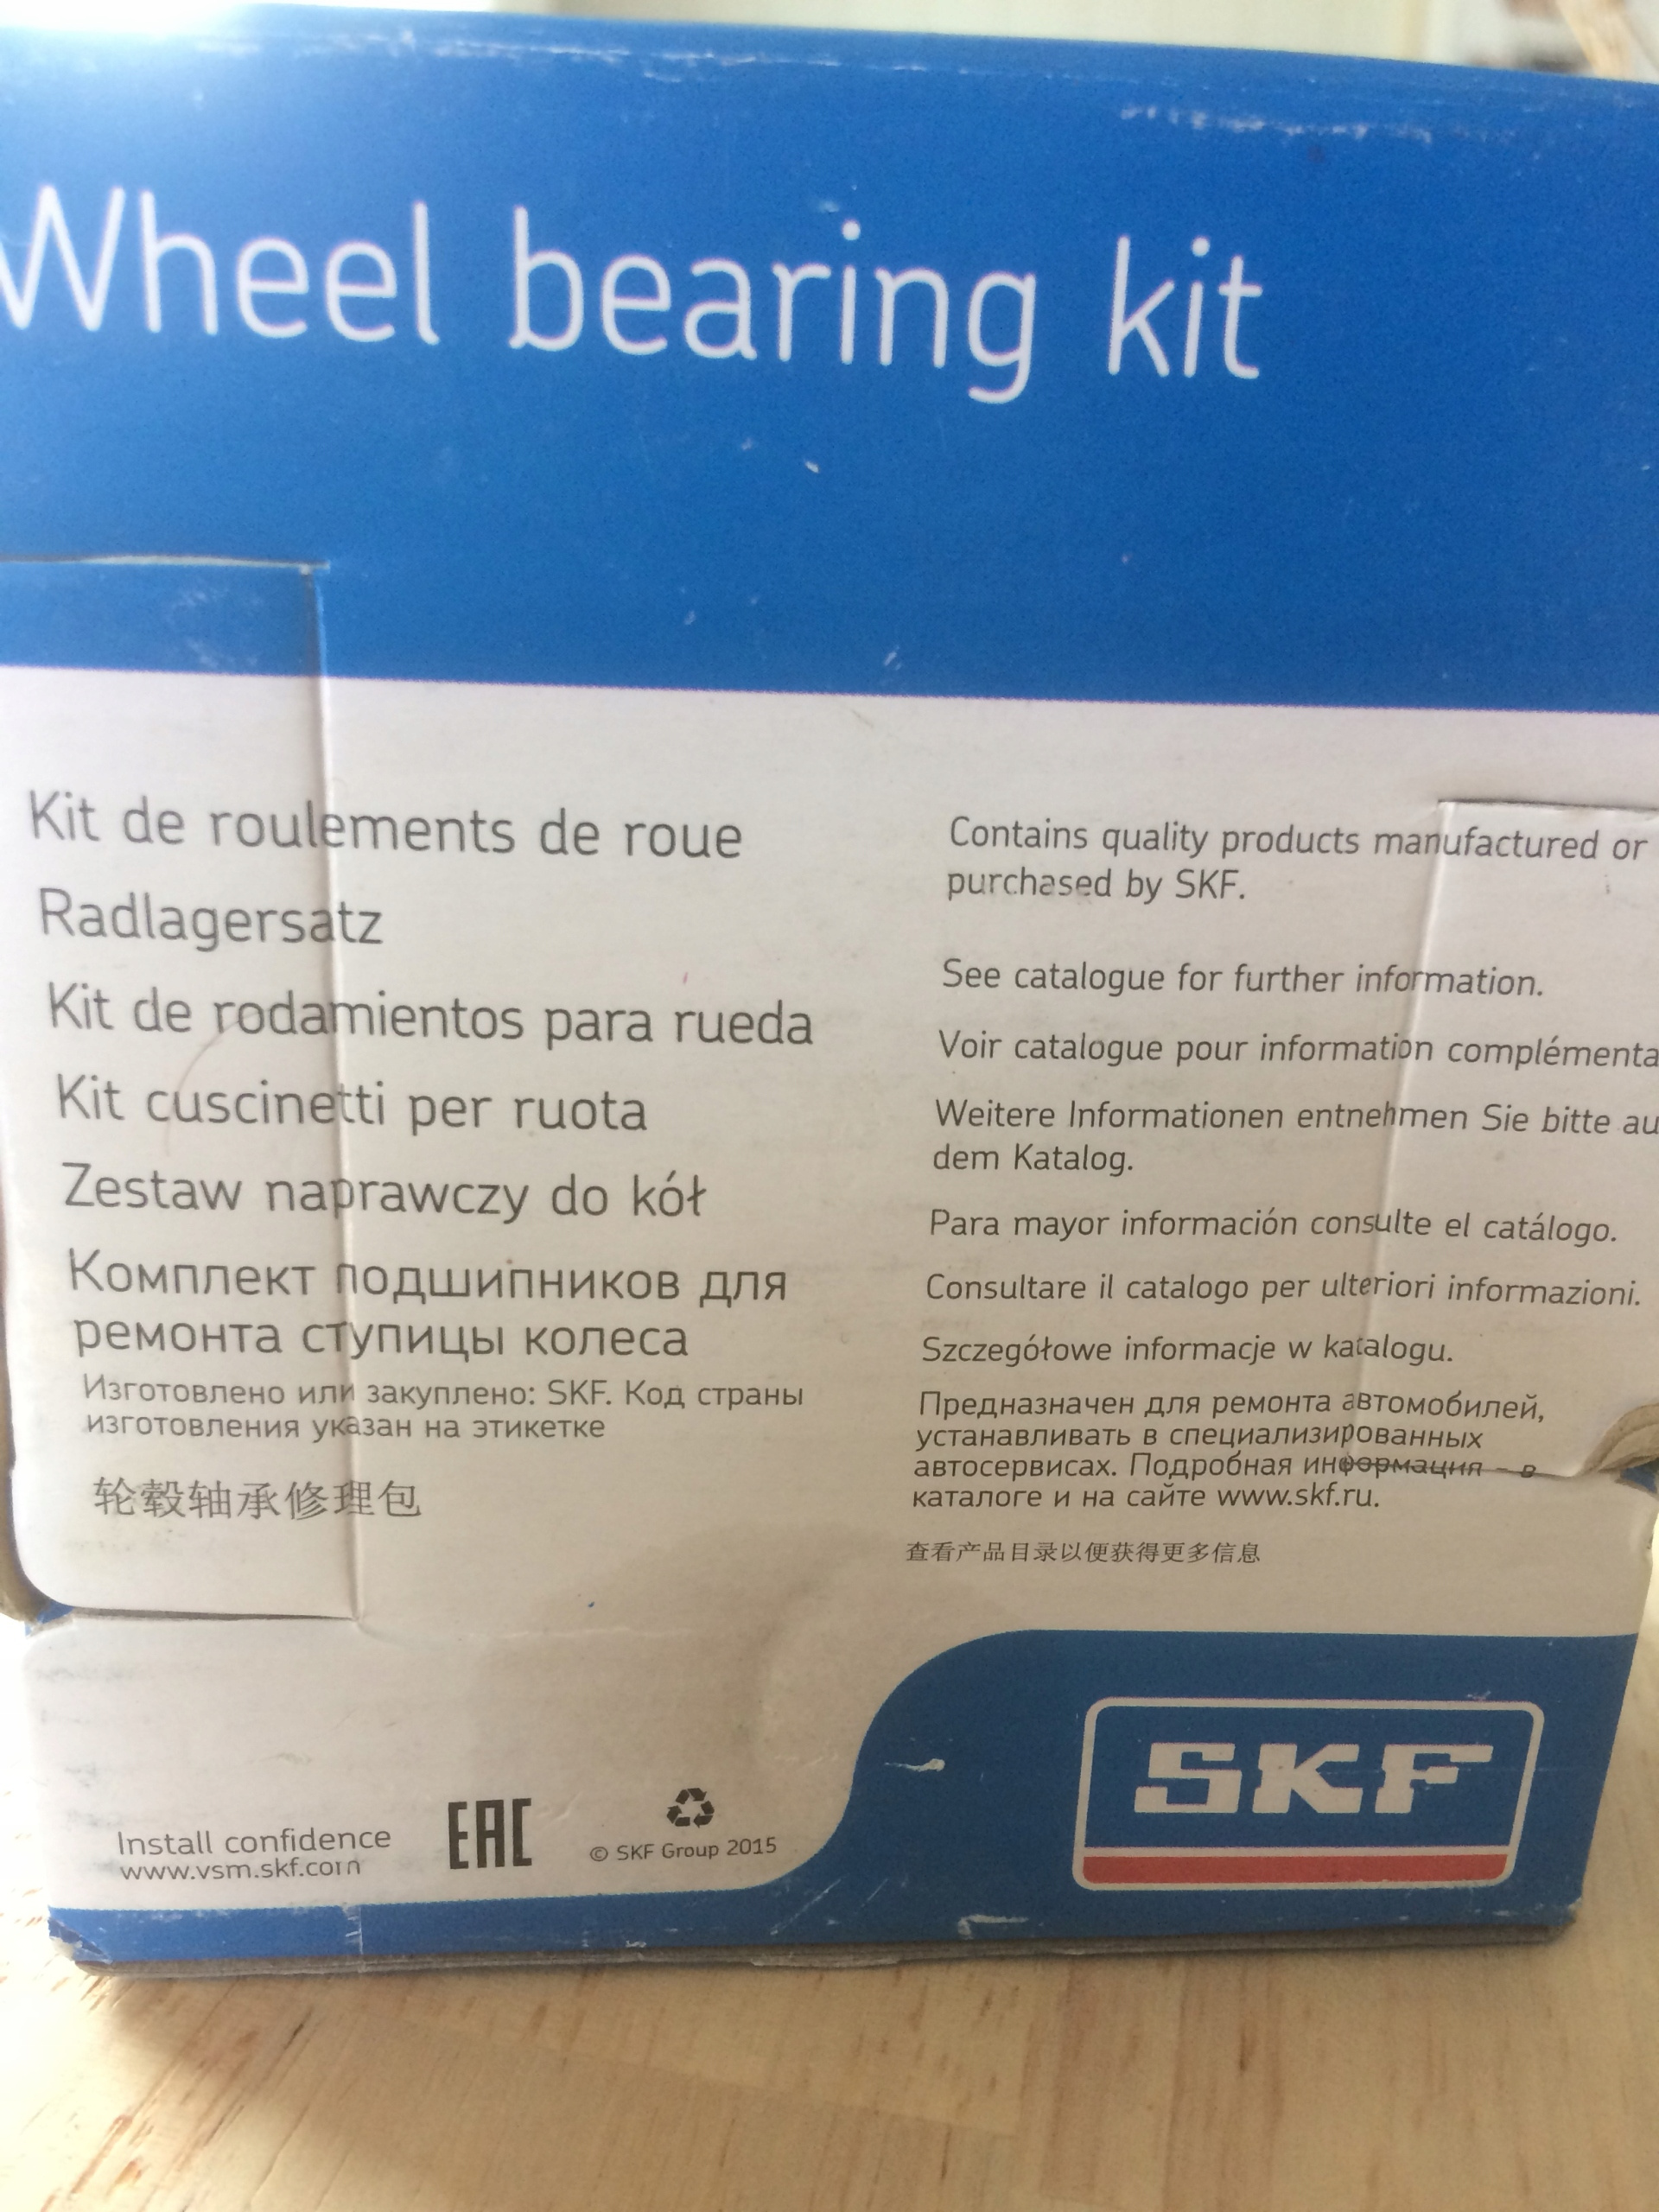 Wheel bearing kit
Kit de roulements de roue
Radlagersatz
Kit de rodamientos para rueda
Kit cuscinetti per ruota
Zestaw naprawczy do kół
Комплект подшипников для
ремонта ступицы колеса
Изготовлено или закуплено: SKF. Код страны
изготовления указан на этикетке
轮毂轴承修理包
Contains quality products manufactured or
purchased by SKF.
See catalogue for further information.
Voir catalogue pour information complémenta
Weitere Informationen entnehmen Sie bitte au
dem Katalog.
Para mayor información consulte el catálogo.
Consultare il catalogo per ulteriori informazioni.
Szczegółowe informacje w katalogu.
Предназначен для ремонта автомобилей,
устанавливать в специализированных
автосервисах. Подробная информация - в
каталоге и на сайте www.skf.ru.
查看产品目录以便获得更多信息
Install confidence
www.vsm.skf.com
EAC
© SKF Group 2015
SKF